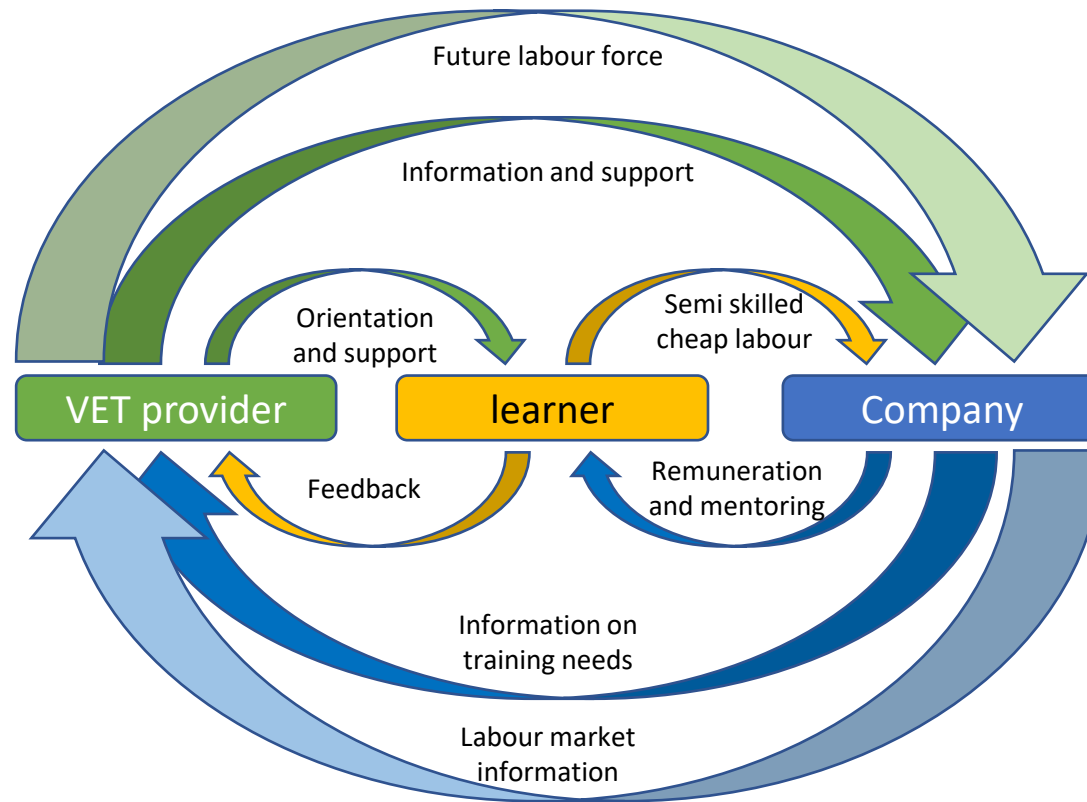 Future labour force
Information and support
Orientation
and support
Semi skilled
cheap labour
VET provider
learner
Company
Feedback
Remuneration
and mentoring
Information on
training needs
Labour market
information